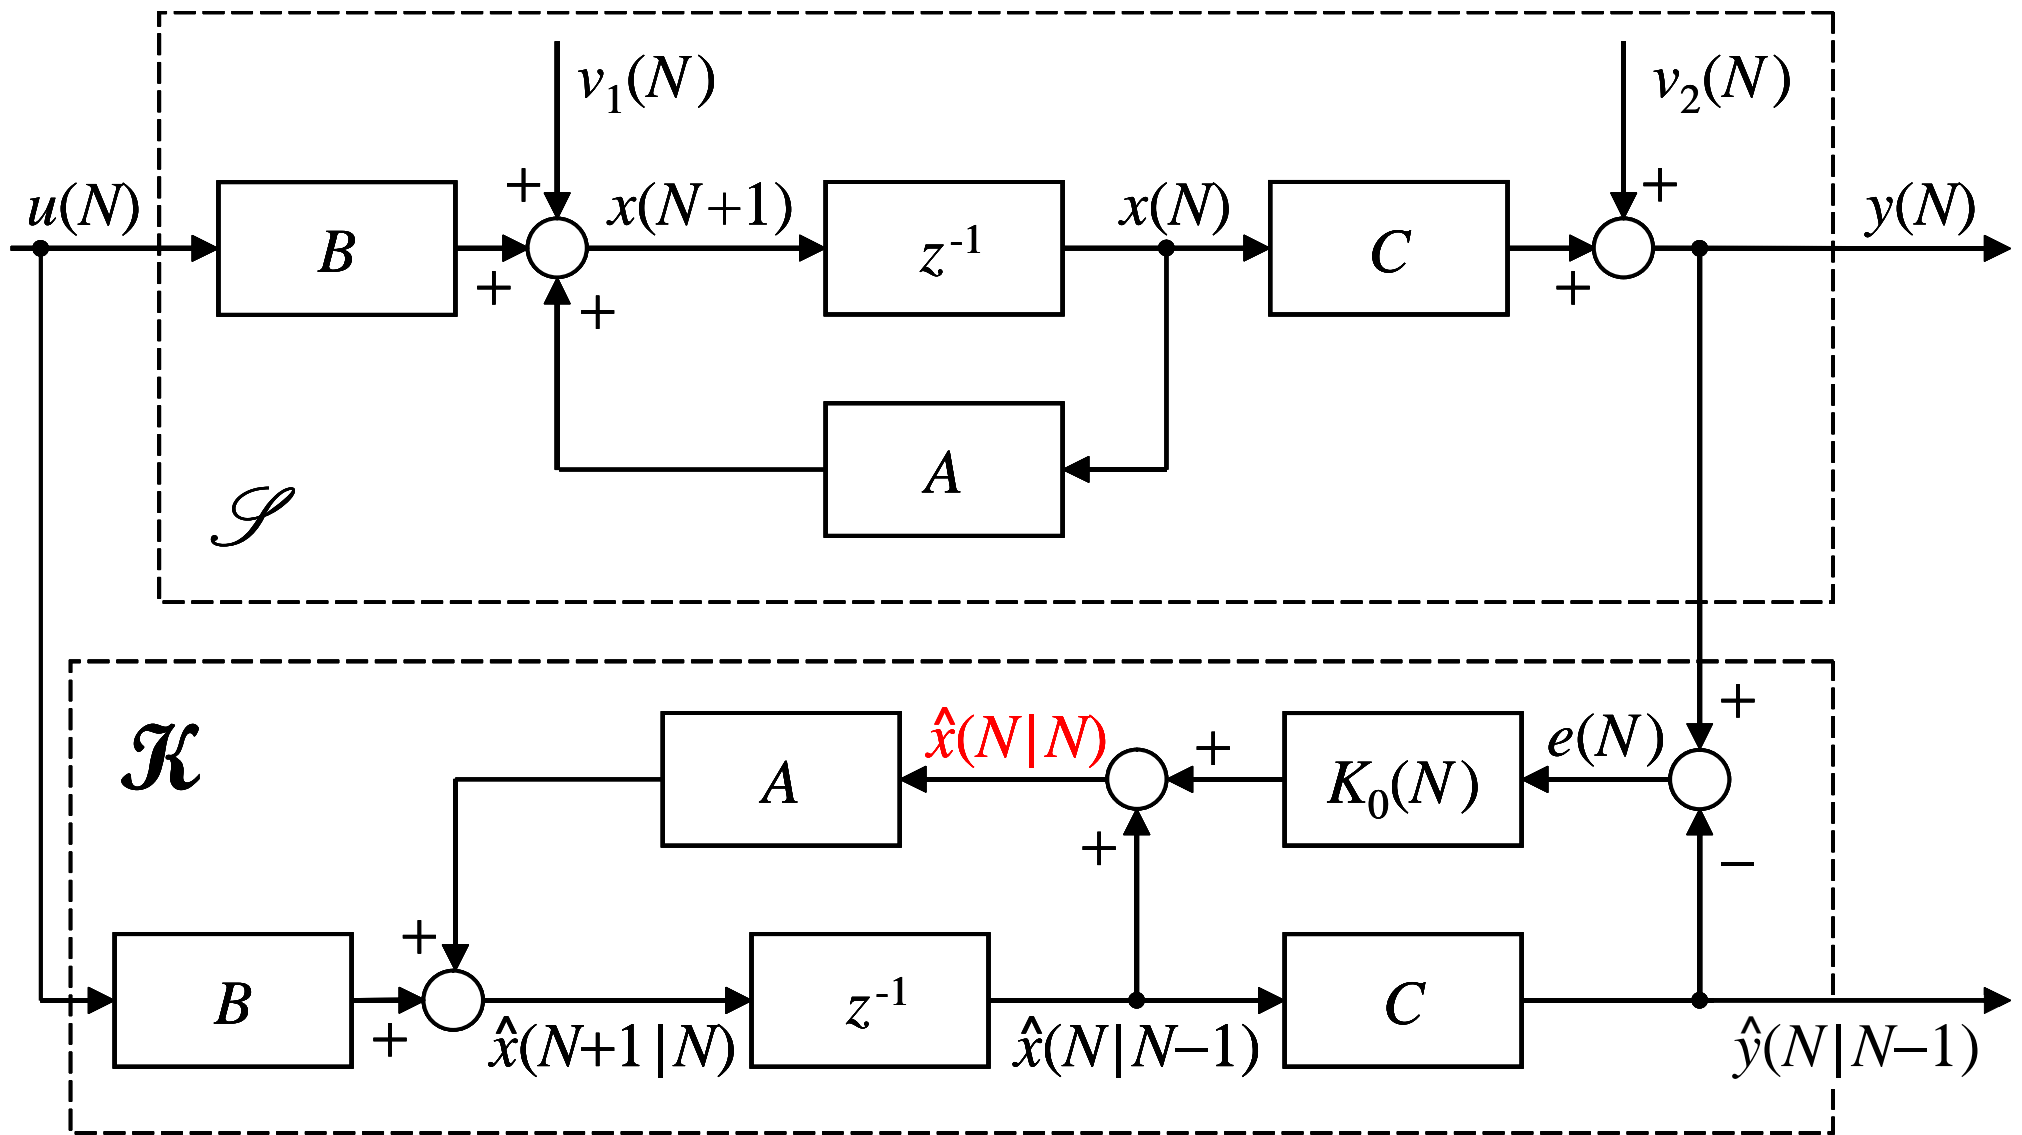 v₁(N) v₂(N)
+ +
u(N) B x(N+1) z⁻¹ x(N) C y(N)
+ + +
A
𝒮
+
𝒦 A x̂(N|N) + K₀(N) e(N)
+ −
+
B x̂(N+1|N) z⁻¹ x̂(N|N−1) C ŷ(N|N−1)
+